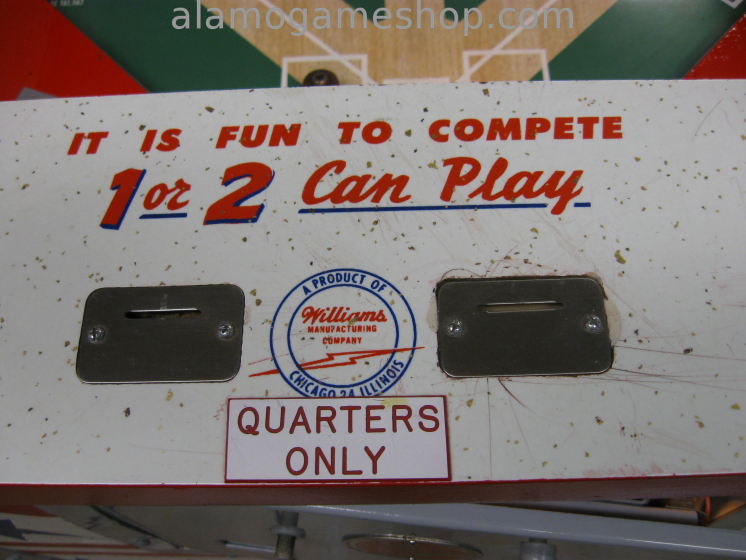 alamogameshop.com
IT IS FUN TO COMPETE
1 or 2 Can Play
A PRODUCT OF
Williams
MANUFACTURING
COMPANY
CHICAGO 24 ILLINOIS
QUARTERS
ONLY